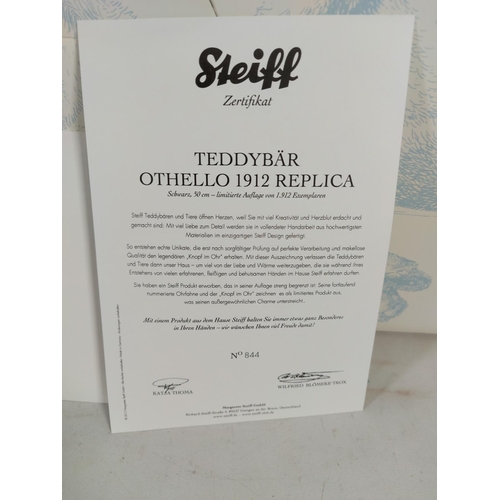 Steiff
Zertifikat
TEDDYBÄR
OTHELLO 1912 REPLICA
Schwarz, 50 cm – limitierte Auflage von 1.912 Exemplaren
Steiff Teddybären und Tiere öffnen Herzen, weil Sie mit viel Kreativität und Herzblut erdacht und
gemacht sind: Mit viel Liebe zum Detail werden sie in vollendeter Handarbeit aus hochwertigsten
Materialien im einzigartigen Steiff Design gefertigt.
So entstehen echte Unikate, die erst nach sorgfältiger Prüfung auf perfekte Verarbeitung und makellose
Qualität den legendären „Knopf im Ohr“ erhalten. Mit dieser Auszeichnung verlassen die Teddybären
und Tiere dann unser Haus – um viel von der Liebe und Wärme weiterzugeben, die sie während ihres
Entstehens von vielen erfahrenen, fleißigen und behutsamen Händen im Hause Steiff erfahren durften.
Sie haben ein Steiff Produkt erworben, das in seiner Auflage streng begrenzt ist: Seine fortlaufend
nummerierte Ohrfahne und der „Knopf im Ohr“ zeichnen es als limitiertes Produkt aus,
was seinen außergewöhnlichen Charme unterstreicht.
Mit einem Produkt aus dem Hause Steiff halten Sie immer etwas ganz Besonderes
in Ihren Händen – wir wünschen Ihnen viel Freude damit!
Nº 844
KATJA THOMA
WILFRIED BLÖMEKE-TROX
Margarete Steiff GmbH